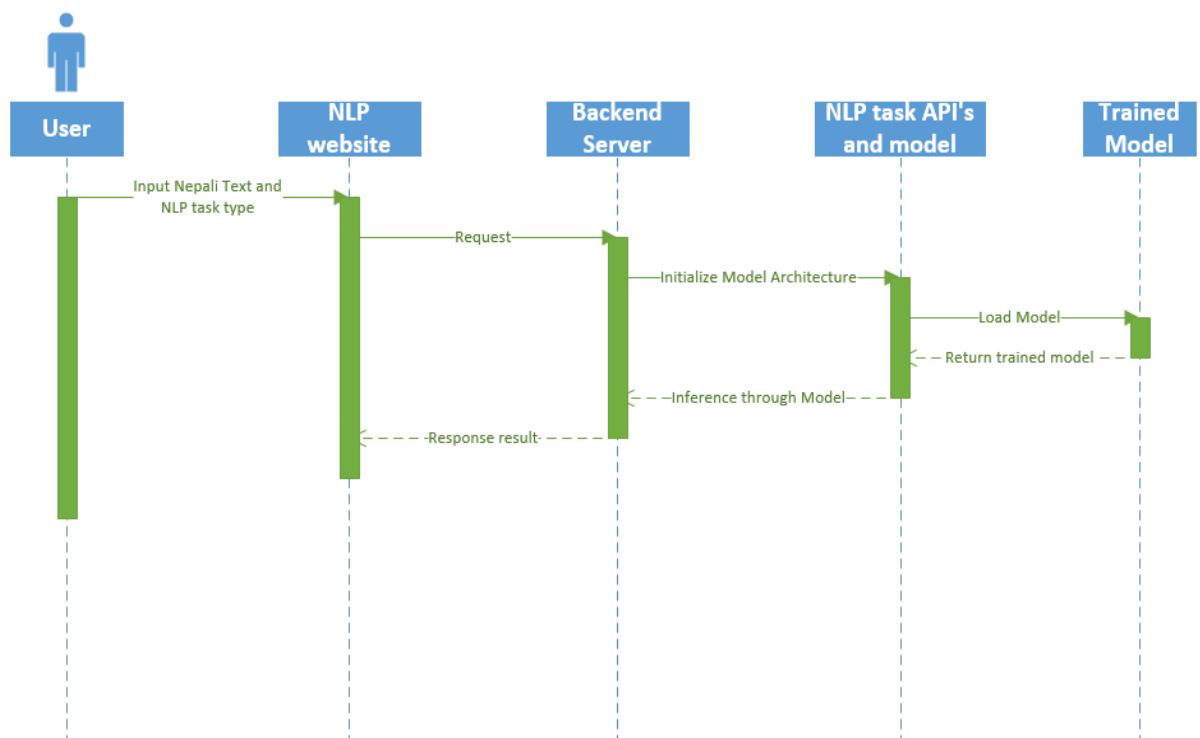 User
NLP
website
Backend
Server
NLP task API's
and model
Trained
Model
Input Nepali Text and
NLP task type
Request
Initialize Model Architecture
Load Model
Return trained model
Inference through Model
Response result